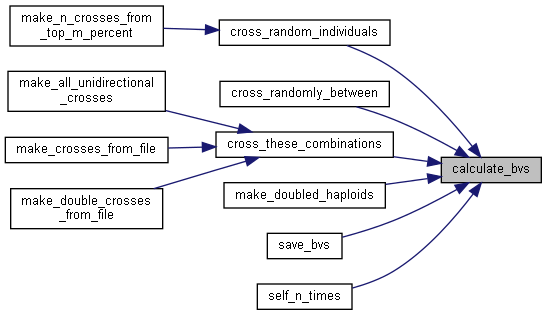 make_n_crosses_from
_top_m_percent
cross_random_individuals
make_all_unidirectional
_crosses
cross_randomly_between
make_crosses_from_file
cross_these_combinations
calculate_bvs
make_double_crosses
_from_file
make_doubled_haploids
save_bvs
self_n_times